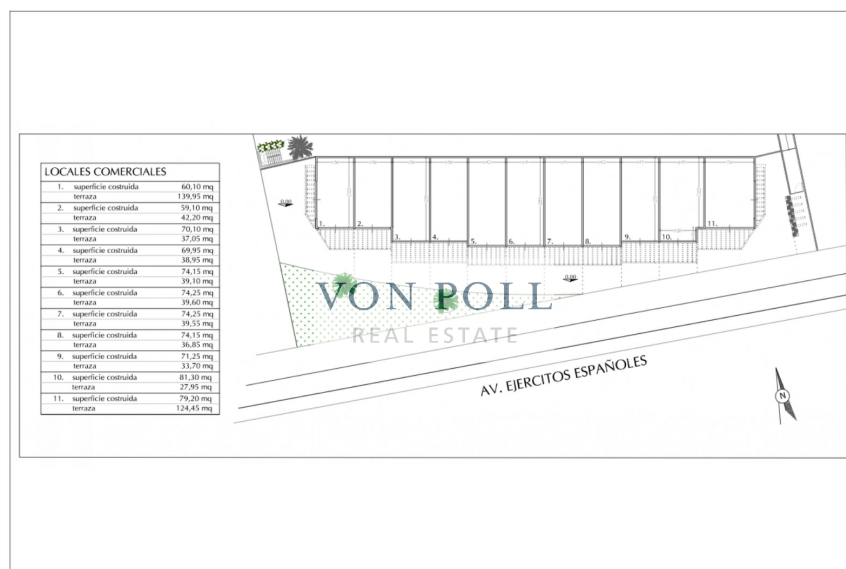 LOCALES COMERCIALES
1. superficie costruida 60,10 mq
terraza 139,95 mq
2. superficie costruida 59,10 mq
terraza 42,20 mq
3. superficie costruida 70,10 mq
terraza 37,05 mq
4. superficie costruida 69,95 mq
terraza 38,95 mq
5. superficie costruida 74,15 mq
terraza 39,10 mq
6. superficie costruida 74,25 mq
terraza 39,60 mq
7. superficie costruida 74,25 mq
terraza 39,55 mq
8. superficie costruida 74,15 mq
terraza 36,85 mq
9. superficie costruida 71,25 mq
terraza 33,70 mq
10. superficie costruida 81,30 mq
terraza 27,95 mq
11. superficie costruida 79,20 mq
terraza 124,45 mq
0.00
1. 2. 3. 4. 5. 6. 7. 8. 9. 10. 11.
0.00
VON POLL
REAL ESTATE
AV. EJERCITOS ESPAÑOLES
N